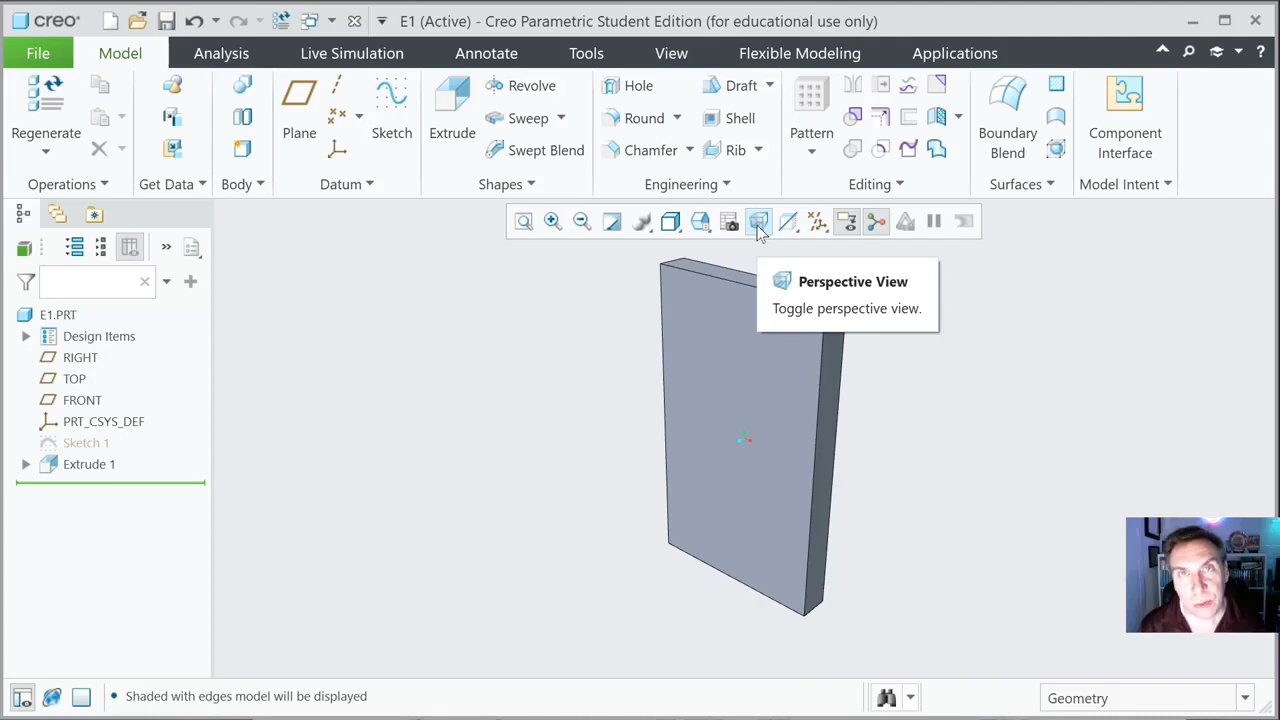 creo®
E1 (Active) - Creo Parametric Student Edition (for educational use only)
File
Model
Analysis
Live Simulation
Annotate
Tools
View
Flexible Modeling
Applications
?
Regenerate
Operations
Get Data
Body
Plane
Sketch
Datum
Extrude
Revolve
Sweep
Swept Blend
Shapes
Hole
Round
Chamfer
Draft
Shell
Rib
Engineering
Pattern
Editing
Boundary
Blend
Surfaces
Component
Interface
Model Intent
E1.PRT
Design Items
RIGHT
TOP
FRONT
PRT_CSYS_DEF
Sketch 1
Extrude 1
Perspective View
Toggle perspective view.
Shaded with edges model will be displayed
Geometry